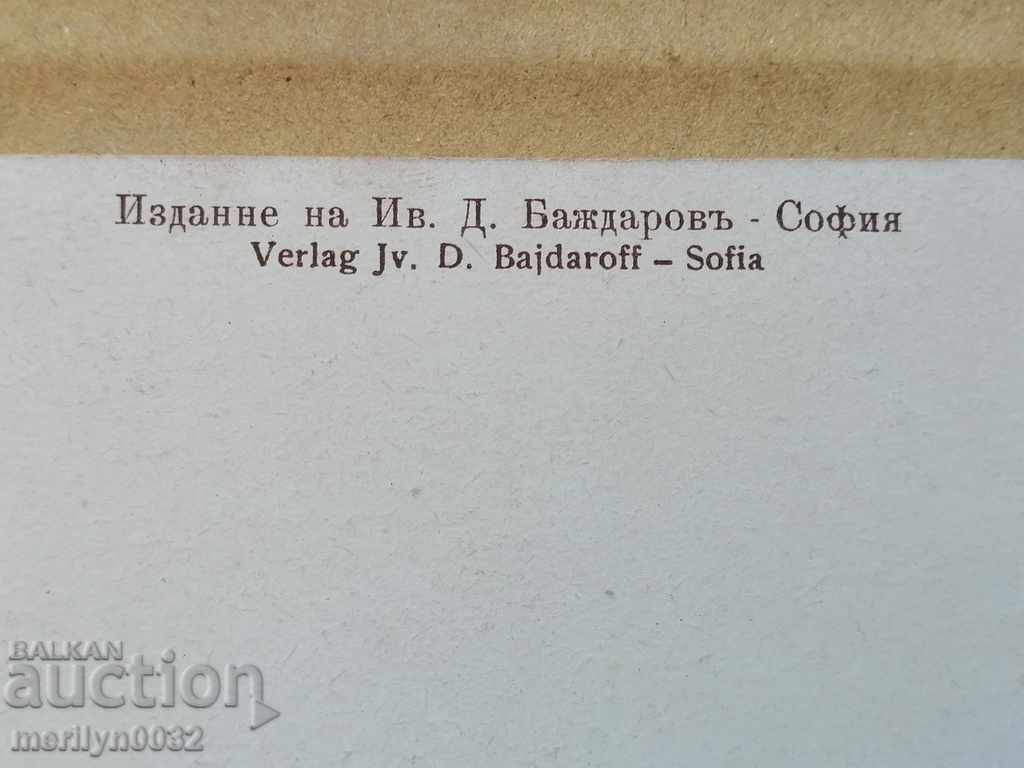 Изданне на Ив. Д. Баждаровъ - София
Verlag Jv. D. Bajdaroff – Sofia
BALKAN
auction
merilyn0032